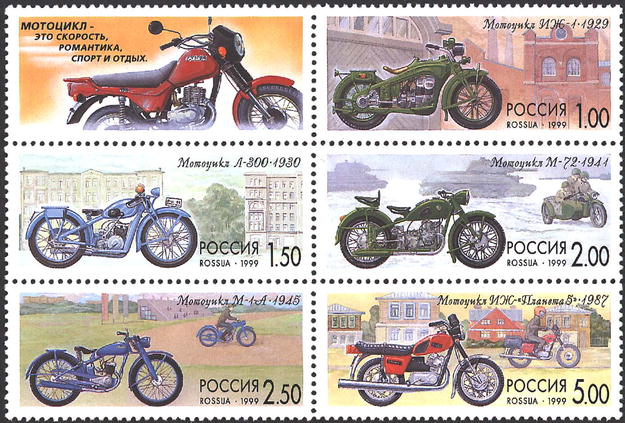 МОТОЦИКЛ -
ЭТО СКОРОСТЬ,
РОМАНТИКА,
СПОРТ И ОТДЫХ.
Мотоцикл ИЖ-1·1929
РОССИЯ 1.00
ROSSIJA · 1999
Мотоцикл Л-300·1930
РОССИЯ 1.50
ROSSIJA · 1999
Мотоцикл М-72·1941
РОССИЯ 2.00
ROSSIJA · 1999
Мотоцикл М-1-А·1945
РОССИЯ 2.50
ROSSIJA · 1999
Мотоцикл ИЖ-"Планета 5"·1987
РОССИЯ 5.00
ROSSIJA · 1999